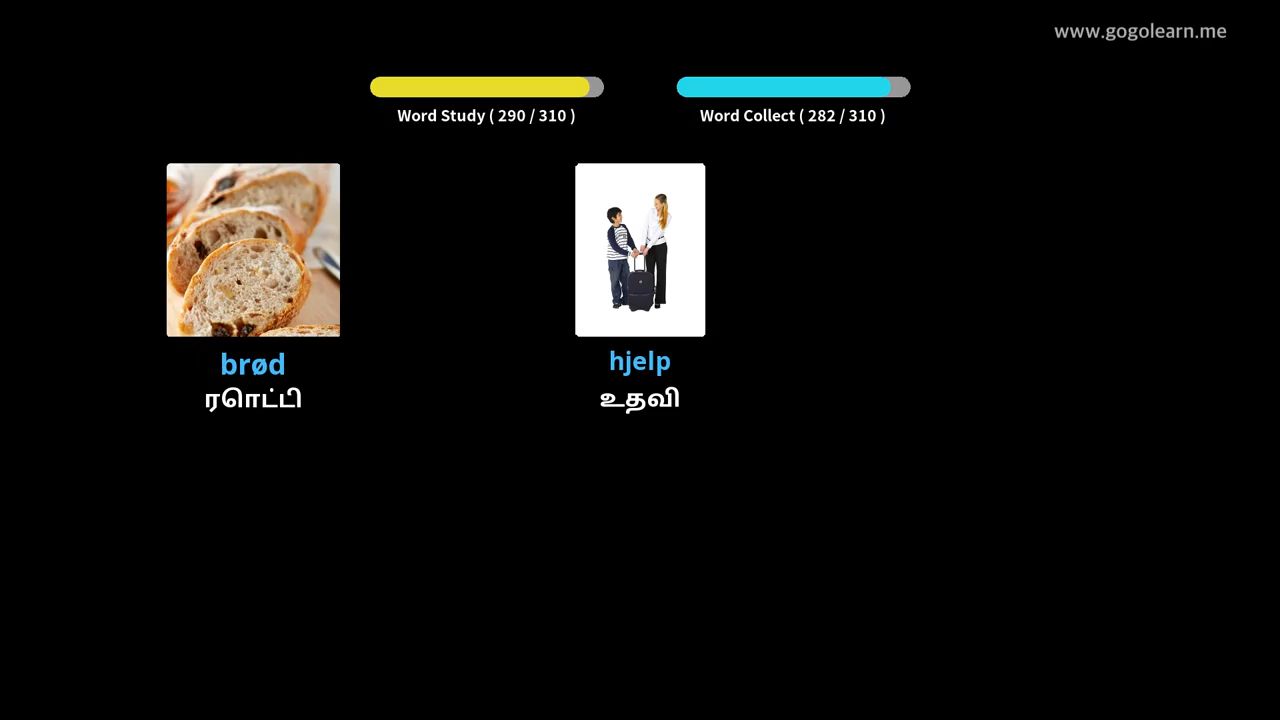 www.gogolearn.me
Word Study ( 290 / 310 )
Word Collect ( 282 / 310 )
brød
ரொட்டி
hjelp
உதவி